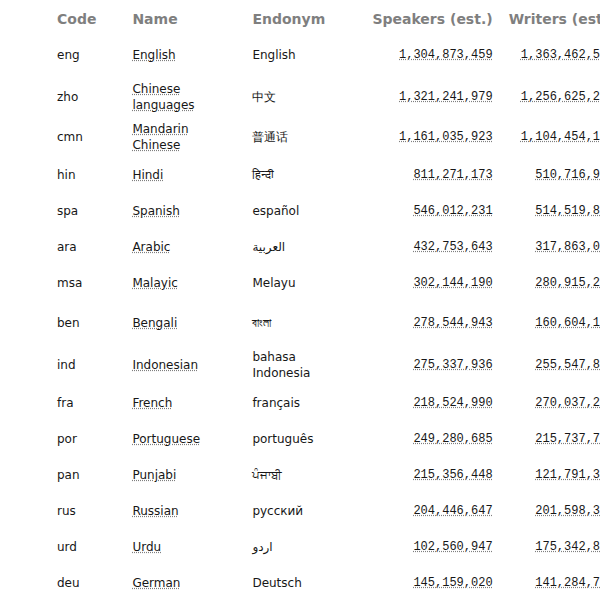 Code Name Endonym Speakers (est.) Writers (est
eng English English 1,304,873,459 1,363,462,5
zho Chinese languages 中文 1,321,241,979 1,256,625,2
cmn Mandarin Chinese 普通话 1,161,035,923 1,104,454,1
hin Hindi हिन्दी 811,271,173 510,716,9
spa Spanish español 546,012,231 514,519,8
ara Arabic العربية 432,753,643 317,863,0
msa Malayic Melayu 302,144,190 280,915,2
ben Bengali বাংলা 278,544,943 160,604,1
ind Indonesian bahasa Indonesia 275,337,936 255,547,8
fra French français 218,524,990 270,037,2
por Portuguese português 249,280,685 215,737,7
pan Punjabi ਪੰਜਾਬੀ 215,356,448 121,791,3
rus Russian русский 204,446,647 201,598,3
urd Urdu اردو 102,560,947 175,342,8
deu German Deutsch 145,159,020 141,284,7